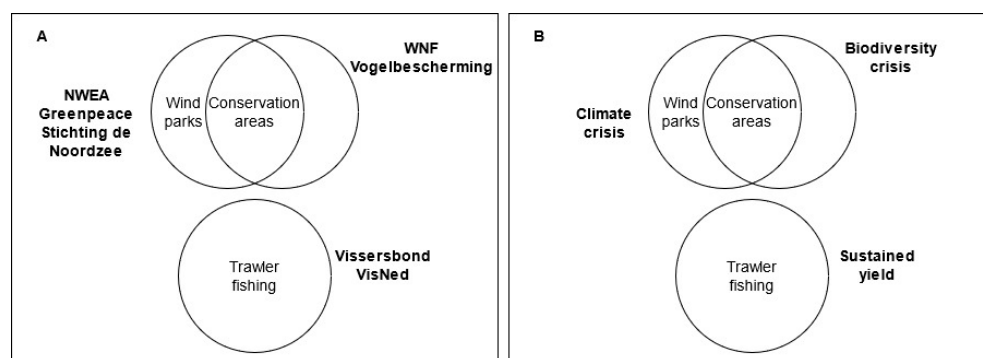 A
WNF
Vogelbescherming
NWEA
Greenpeace
Stichting de
Noordzee
Wind
parks
Conservation
areas
Trawler
fishing
Vissersbond
VisNed
B
Biodiversity
crisis
Climate
crisis
Wind
parks
Conservation
areas
Trawler
fishing
Sustained
yield